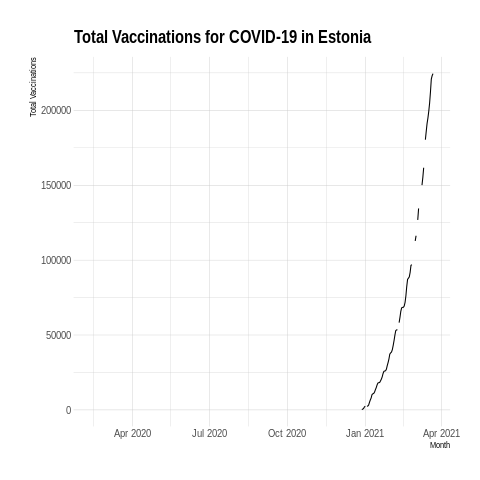 Total Vaccinations for COVID-19 in Estonia
Total Vaccinations
200000
150000
100000
50000
0
Apr 2020 Jul 2020 Oct 2020 Jan 2021 Apr 2021
Month